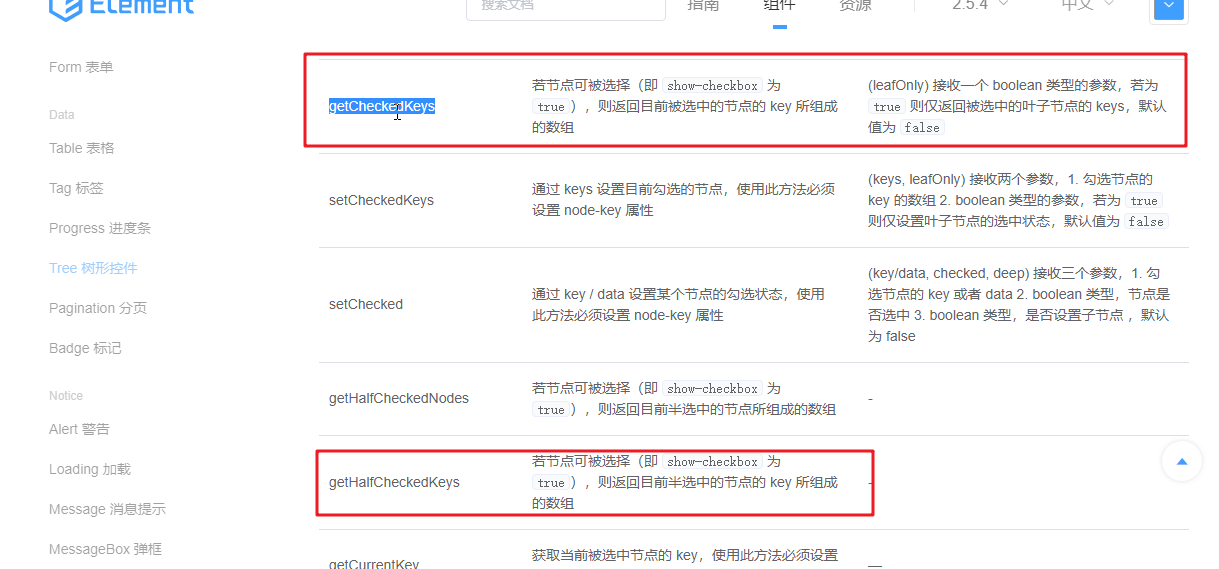 Element
搜索文档
指南
组件
资源
2.5.4
中文
Form 表单
Data
Table 表格
Tag 标签
Progress 进度条
Tree 树形控件
Pagination 分页
Badge 标记
Notice
Alert 警告
Loading 加载
Message 消息提示
MessageBox 弹框
getCheckedKeys
若节点可被选择（即 show-checkbox 为
true ），则返回目前被选中的节点的 key 所组成
的数组
(leafOnly) 接收一个 boolean 类型的参数，若为
true 则仅返回被选中的叶子节点的 keys，默认
值为 false
setCheckedKeys
通过 keys 设置目前勾选的节点，使用此方法必须
设置 node-key 属性
(keys, leafOnly) 接收两个参数，1. 勾选节点的
key 的数组 2. boolean 类型的参数，若为 true
则仅设置叶子节点的选中状态，默认值为 false
setChecked
通过 key / data 设置某个节点的勾选状态，使用
此方法必须设置 node-key 属性
(key/data, checked, deep) 接收三个参数，1. 勾
选节点的 key 或者 data 2. boolean 类型，节点是
否选中 3. boolean 类型，是否设置子节点 ，默认
为 false
getHalfCheckedNodes
若节点可被选择（即 show-checkbox 为
true ），则返回目前半选中的节点所组成的数组
-
getHalfCheckedKeys
若节点可被选择（即 show-checkbox 为
true ），则返回目前半选中的节点的 key 所组成
的数组
-
getCurrentKey
获取当前被选中节点的 key，使用此方法必须设置
—